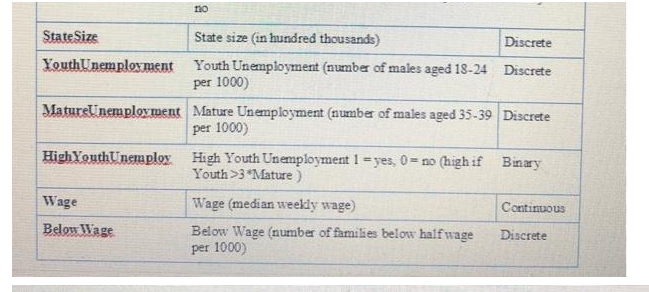 no
StateSize
State size (in hundred thousands)
Discrete
YouthUnemployment
Youth Unemployment (number of males aged 18-24
per 1000)
Discrete
MatureUnemployment
Mature Unemployment (number of males aged 35-39
per 1000)
Discrete
HighYouthUnemploy
High Youth Unemployment 1 = yes, 0= no (high if
Youth >3*Mature )
Binary
Wage
Wage (median weekly wage)
Continuous
BelowWage
Below Wage (number of families below half wage
per 1000)
Discrete